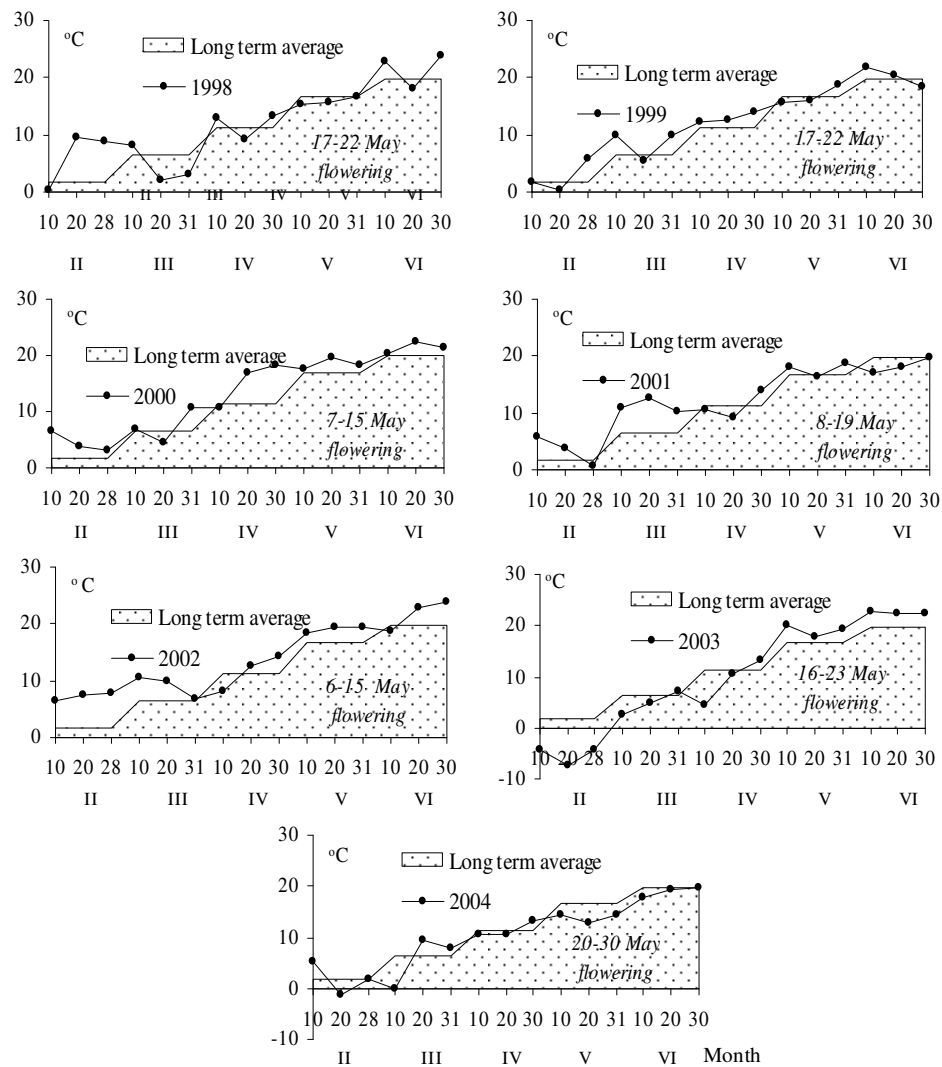 30
°C
Long term average
20
1998
10
17-22 May
flowering
0
II III IV V VI
10 20 28 10 20 31 10 20 30 10 20 31 10 20 30
II III IV V VI
30
°C
Long term average
20
1999
10
17-22 May
flowering
0
10 20 28 10 20 31 10 20 30 10 20 31 10 20 30
II III IV V VI
30
°C
Long term average
20
2000
10
7-15 May
flowering
0
10 20 28 10 20 31 10 20 30 10 20 31 10 20 30
II III IV V VI
30
°C
Long term average
20
2001
10
8-19 May
flowering
0
10 20 28 10 20 31 10 20 30 10 20 31 10 20 30
II III IV V VI
30
°C
Long term average
20
2002
10
6-15. May
flowering
0
10 20 28 10 20 31 10 20 30 10 20 31 10 20 30
II III IV V VI
30
°C
Long term average
20
2003
10
16-23 May
flowering
0
10 20 28 10 20 31 10 20 30 10 20 31 10 20 30
-10
II III IV V VI
30
°C
Long term average
20
2004
10
20-30 May
flowering
0
10 20 28 10 20 31 10 20 30 10 20 31 10 20 30
-10
II III IV V VI Month